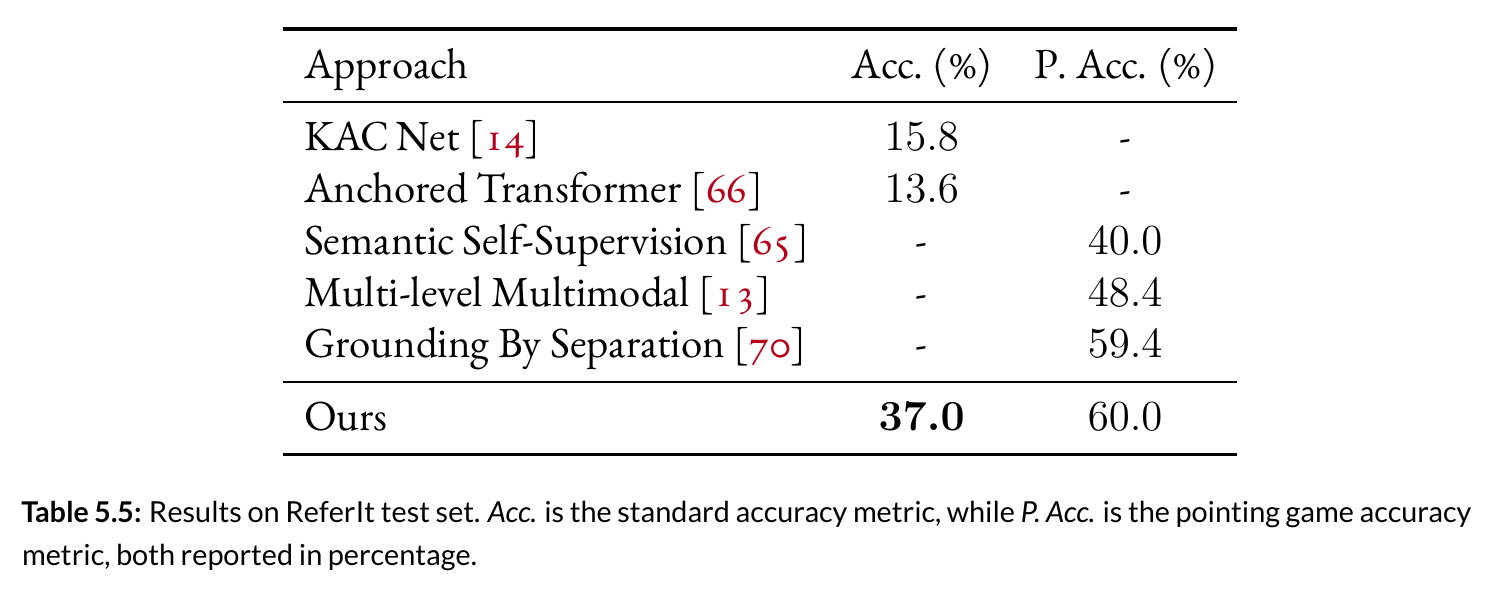 Approach Acc. (%) P. Acc. (%)
KAC Net [14] 15.8 -
Anchored Transformer [66] 13.6 -
Semantic Self-Supervision [65] - 40.0
Multi-level Multimodal [13] - 48.4
Grounding By Separation [70] - 59.4
Ours 37.0 60.0
Table 5.5: Results on ReferIt test set. Acc. is the standard accuracy metric, while P. Acc. is the pointing game accuracy
metric, both reported in percentage.